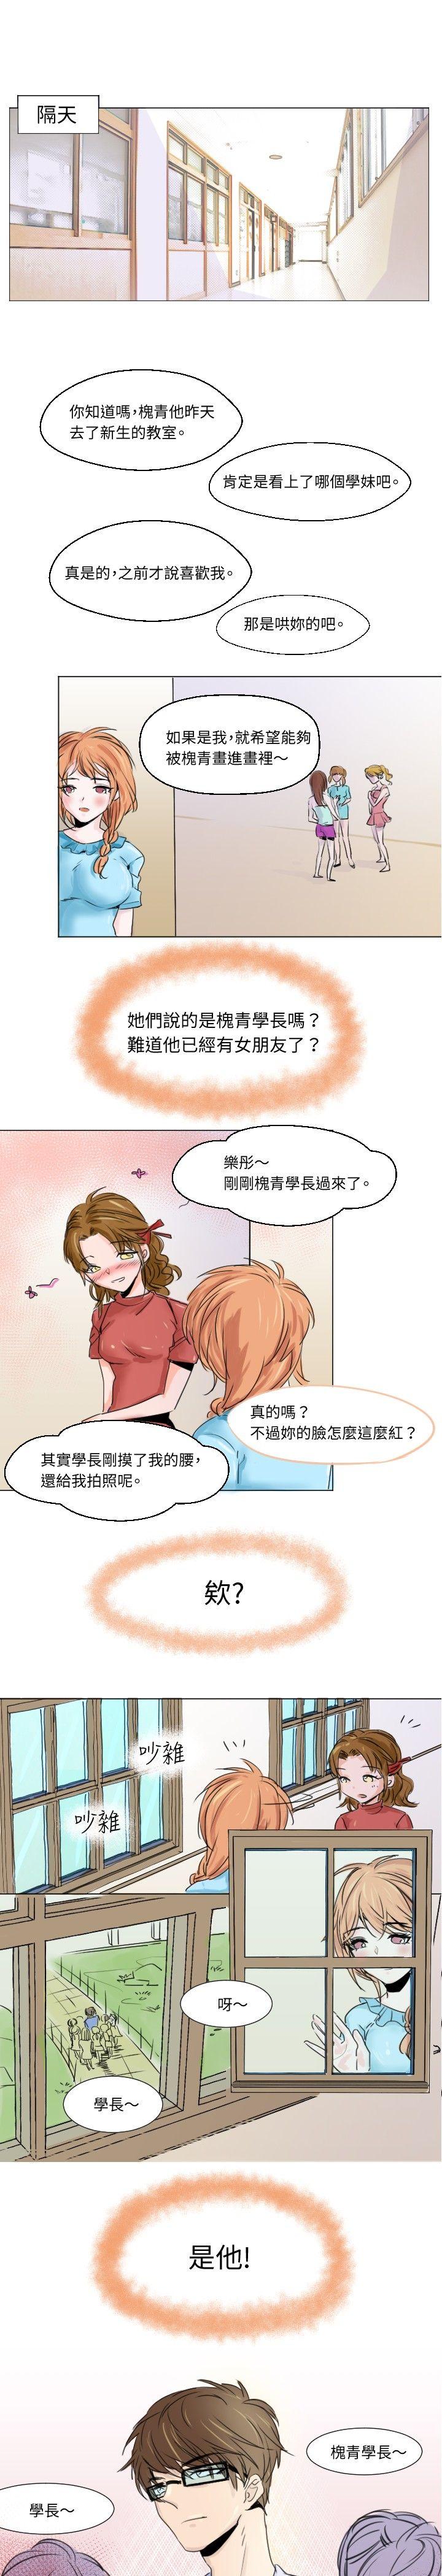 隔天
你知道嗎,槐青他昨天
去了新生的教室。
肯定是看上了哪個學妹吧。
真是的,之前才說喜歡我。
那是哄妳的吧。
如果是我,就希望能夠
被槐青畫進畫裡～
她們說的是槐青學長嗎？
難道他已經有女朋友了？
樂彤～
剛剛槐青學長過來了。
真的嗎？
不過妳的臉怎麼這麼紅？
其實學長剛摸了我的腰,
還給我拍照呢。
欸?
吵雜
吵雜
呀～
學長～
是他!
槐青學長～
學長～